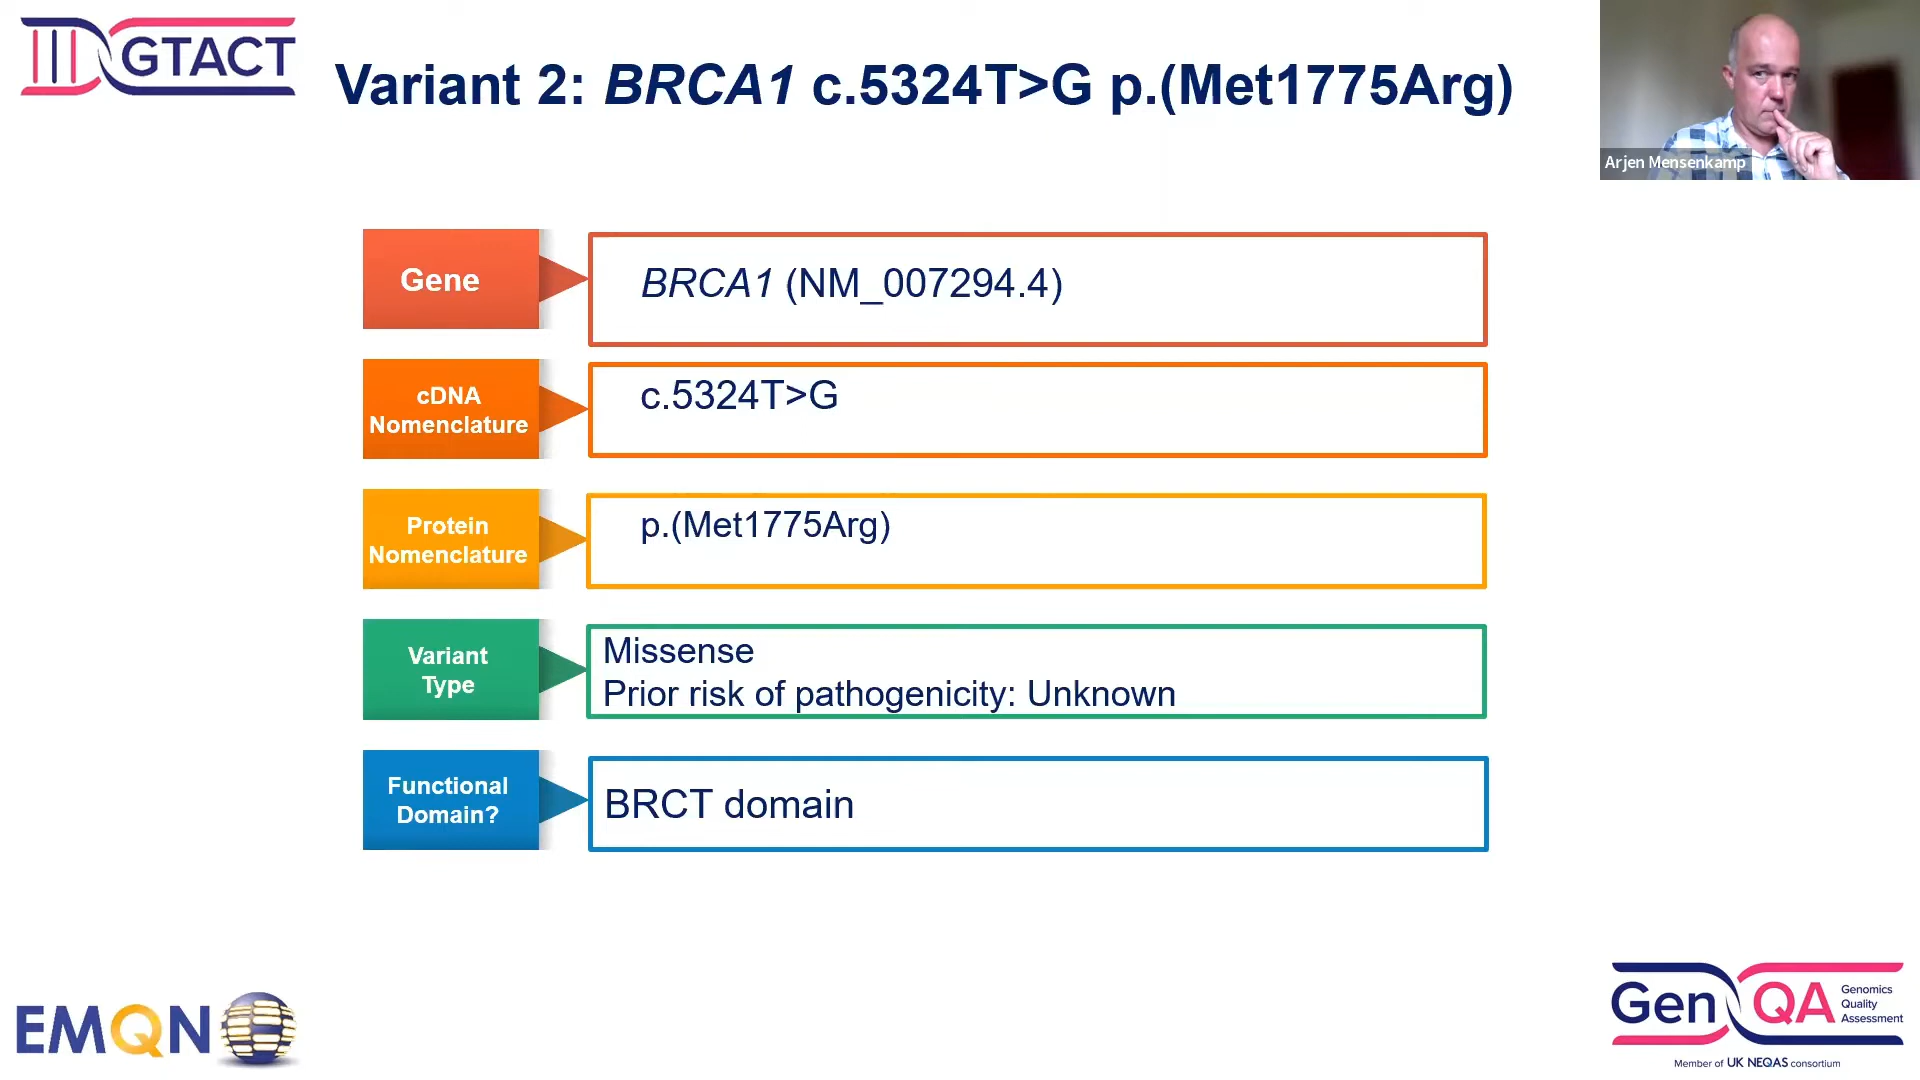 GTACT
Variant 2: BRCA1 c.5324T>G p.(Met1775Arg)
Arjen Mensenkamp
Gene
BRCA1 (NM_007294.4)
cDNA
Nomenclature
c.5324T>G
Protein
Nomenclature
p.(Met1775Arg)
Variant
Type
Missense
Prior risk of pathogenicity: Unknown
Functional
Domain?
BRCT domain
EMQN
GenQA
Genomics
Quality
Assessment
Member of UK NEQAS consortium